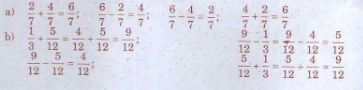 a) 2/7 + 4/7 = 6/7; 6/7 - 2/7 = 4/7; 6/7 - 4/7 = 2/7; 4/7 + 2/7 = 6/7
b) 1/3 + 5/12 = 4/12 + 5/12 = 9/12; 9/12 - 1/3 = 9/12 - 4/12 = 5/12
9/12 - 5/12 = 4/12; 5/12 + 1/3 = 5/12 + 4/12 = 9/12